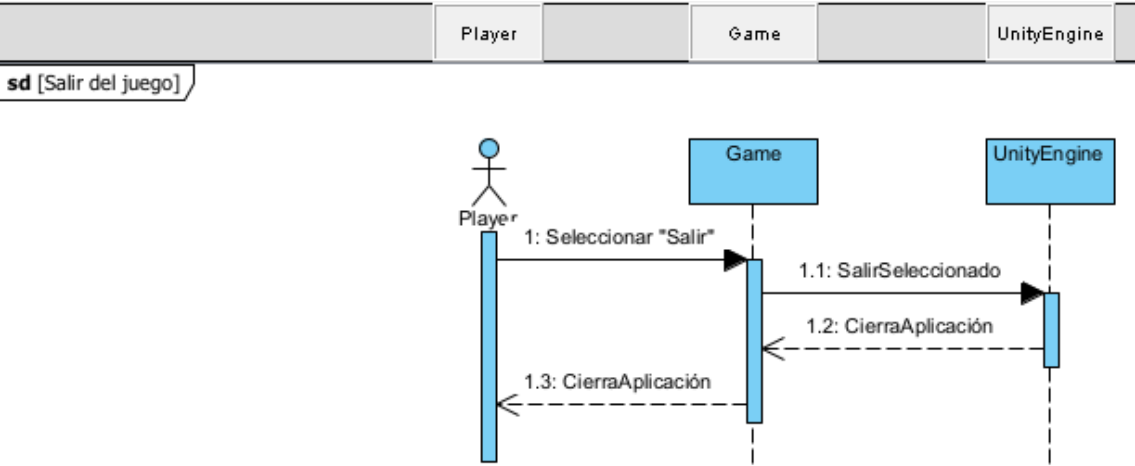 Player
Game
UnityEngine
sd [Salir del juego]
Game
UnityEngine
Player
1: Seleccionar "Salir"
1.1: SalirSeleccionado
1.2: CierraAplicación
1.3: CierraAplicación